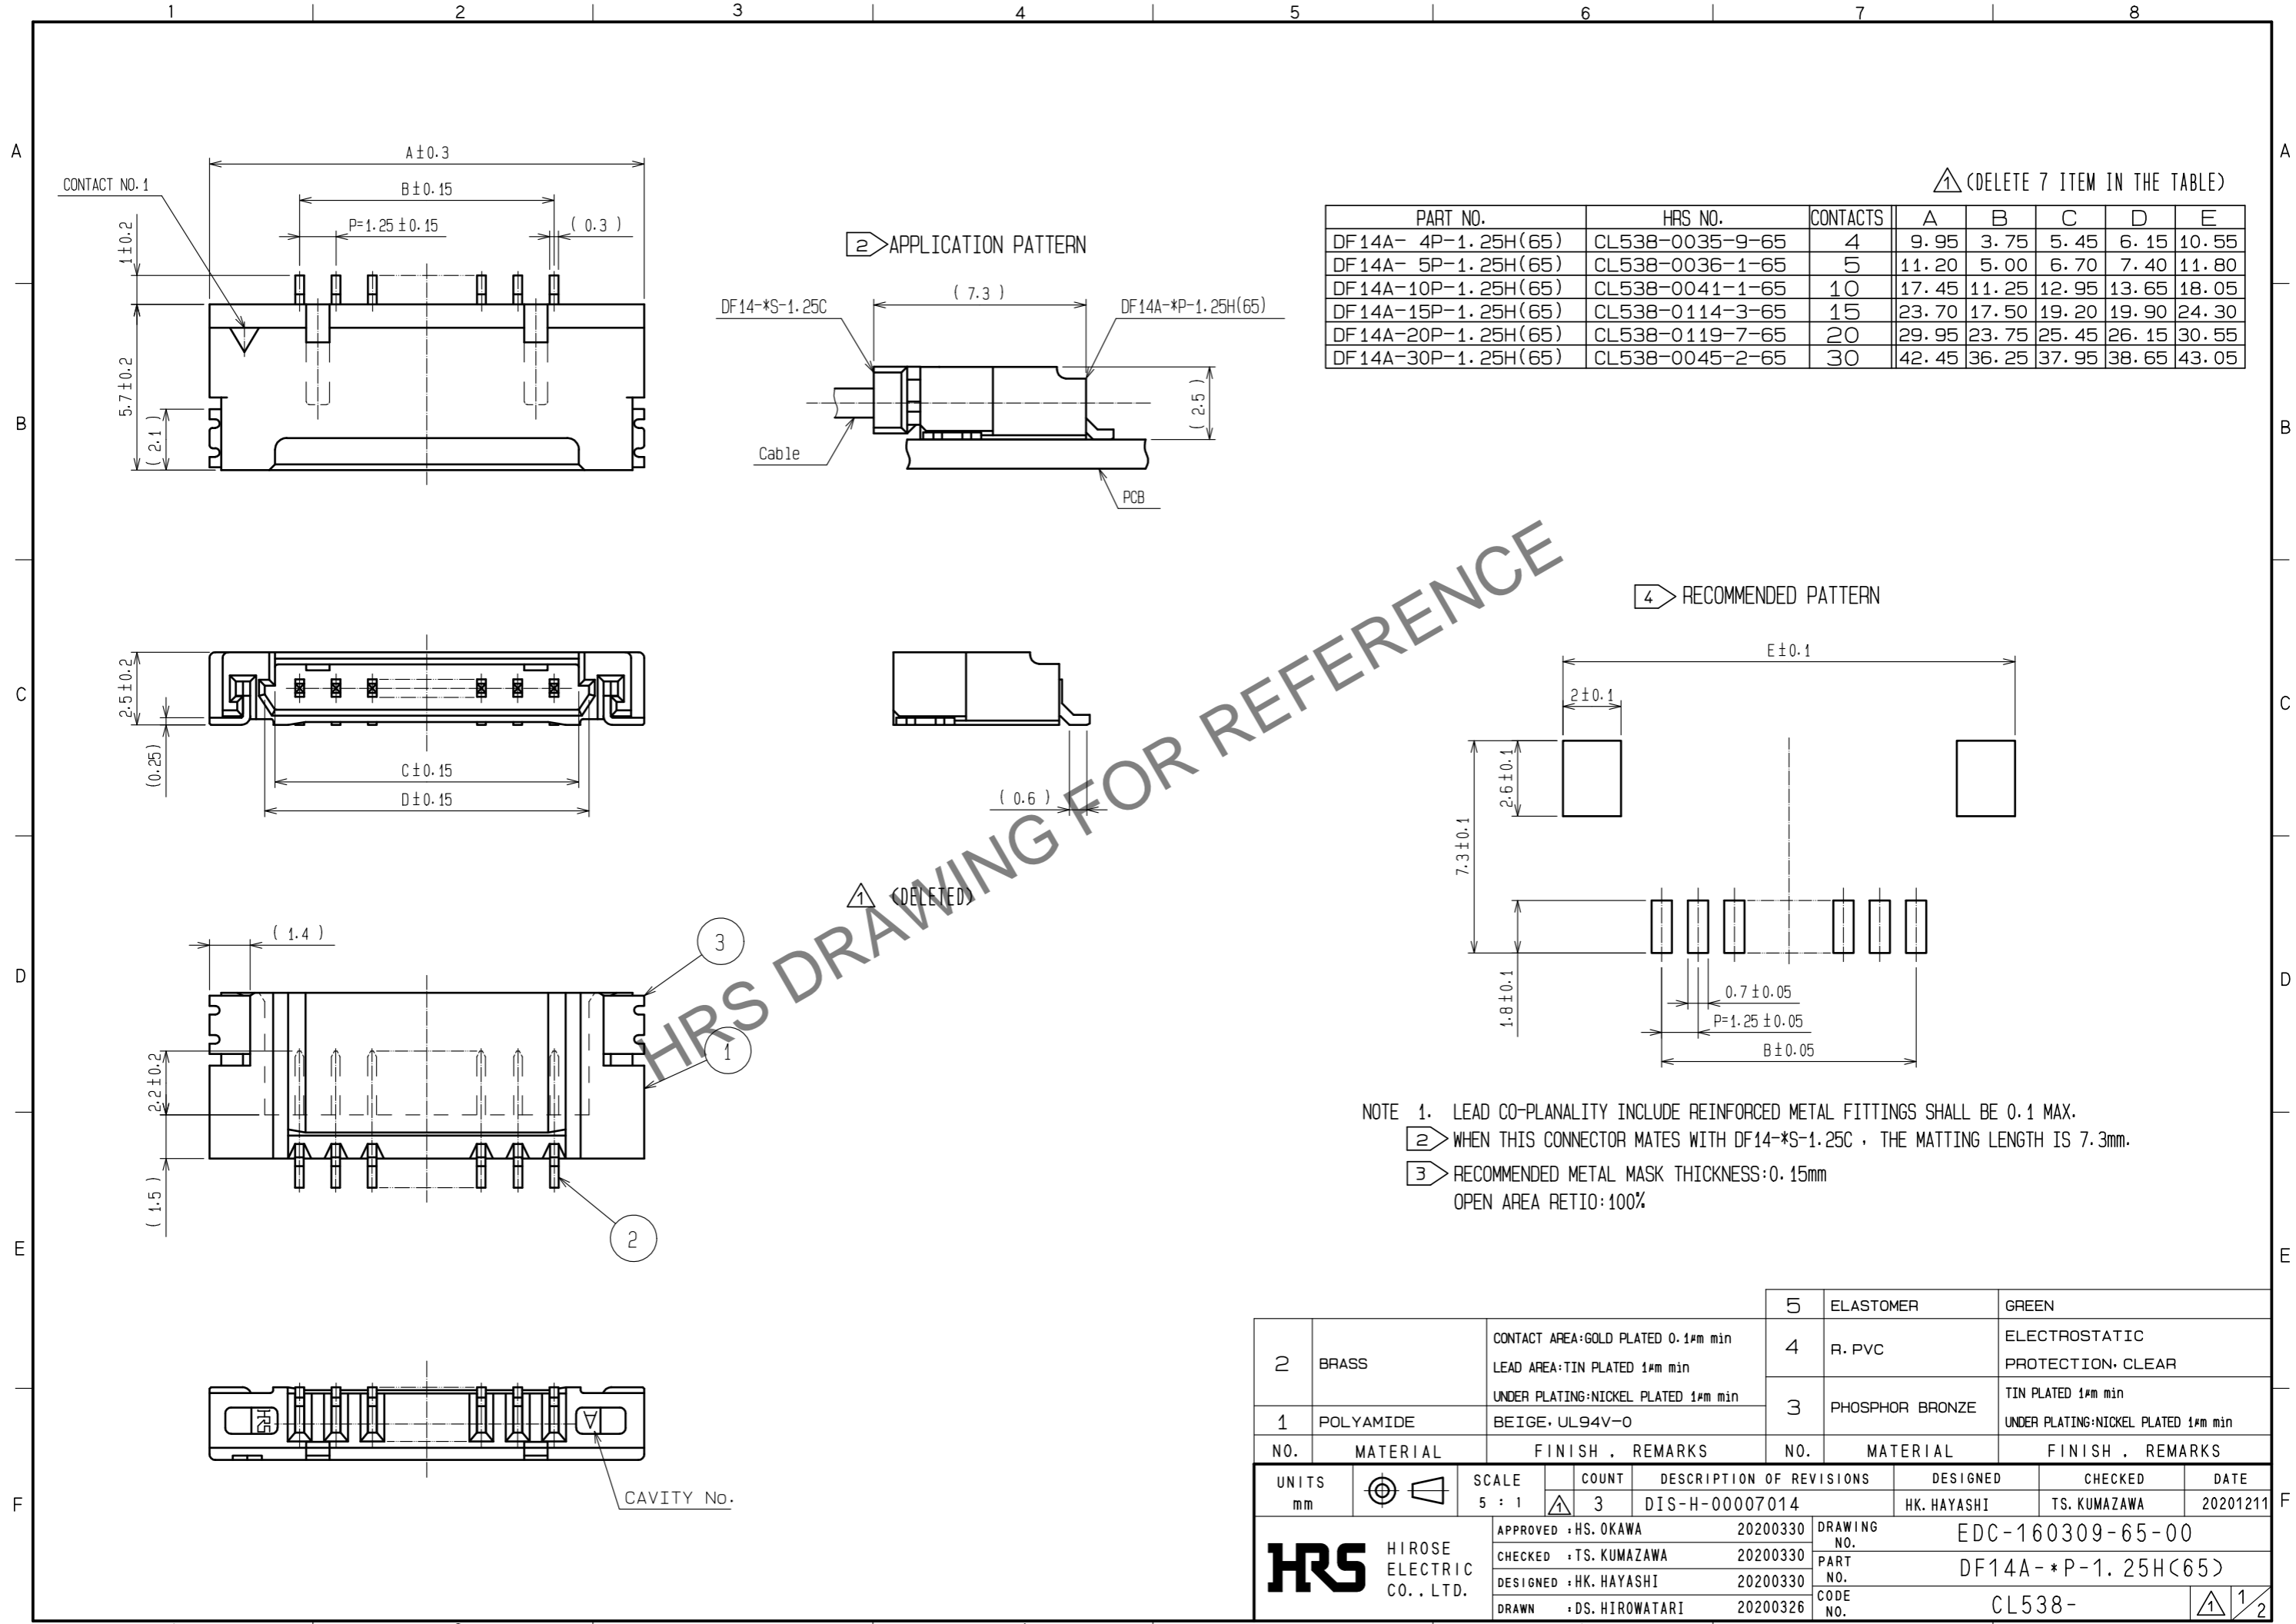 1 2 3 4 5 6 7 8
A A
B B
C C
D D
E E
F F
CONTACT NO.1
A±0.3
B±0.15
P=1.25±0.15
( 0.3 )
1±0.2
5.7±0.2
( 2.1 )
2 APPLICATION PATTERN
DF14-*S-1.25C
( 7.3 )
DF14A-*P-1.25H(65)
( 2.5 )
Cable
PCB
1 (DELETE 7 ITEM IN THE TABLE)
PART NO. HRS NO. CONTACTS A B C D E
DF14A- 4P-1.25H(65) CL538-0035-9-65 4 9.95 3.75 5.45 6.15 10.55
DF14A- 5P-1.25H(65) CL538-0036-1-65 5 11.20 5.00 6.70 7.40 11.80
DF14A-10P-1.25H(65) CL538-0041-1-65 10 17.45 11.25 12.95 13.65 18.05
DF14A-15P-1.25H(65) CL538-0114-3-65 15 23.70 17.50 19.20 19.90 24.30
DF14A-20P-1.25H(65) CL538-0119-7-65 20 29.95 23.75 25.45 26.15 30.55
DF14A-30P-1.25H(65) CL538-0045-2-65 30 42.45 36.25 37.95 38.65 43.05
2.5±0.2
(0.25)
C±0.15
D±0.15
( 0.6 )
HRS DRAWING FOR REFERENCE
4 RECOMMENDED PATTERN
E±0.1
2±0.1
2.6±0.1
7.3±0.1
1.8±0.1
0.7±0.05
P=1.25±0.05
B±0.05
1 (DELETED)
( 1.4 )
3
1
2.2±0.2
( 1.5 )
2
NOTE 1. LEAD CO-PLANALITY INCLUDE REINFORCED METAL FITTINGS SHALL BE 0.1 MAX.
2 WHEN THIS CONNECTOR MATES WITH DF14-*S-1.25C , THE MATTING LENGTH IS 7.3mm.
3 RECOMMENDED METAL MASK THICKNESS:0.15mm
OPEN AREA RETIO:100%
HRS
A
CAVITY No.
5 ELASTOMER GREEN
2 BRASS CONTACT AREA:GOLD PLATED 0.1μm min
LEAD AREA:TIN PLATED 1μm min
UNDER PLATING:NICKEL PLATED 1μm min
4 R.PVC ELECTROSTATIC
PROTECTION, CLEAR
3 PHOSPHOR BRONZE TIN PLATED 1μm min
UNDER PLATING:NICKEL PLATED 1μm min
1 POLYAMIDE BEIGE, UL94V-0
NO. MATERIAL FINISH , REMARKS NO. MATERIAL FINISH , REMARKS
UNITS mm
SCALE 5 : 1
COUNT DESCRIPTION OF REVISIONS DESIGNED CHECKED DATE
1 3 DIS-H-00007014 HK.HAYASHI TS.KUMAZAWA 20201211
HRS HIROSE ELECTRIC CO.,LTD.
APPROVED :HS.OKAWA 20200330
CHECKED :TS.KUMAZAWA 20200330
DESIGNED :HK.HAYASHI 20200330
DRAWN :DS.HIROWATARI 20200326
DRAWING NO. EDC-160309-65-00
PART NO. DF14A-*P-1.25H(65)
CODE NO. CL538- 1 1/2